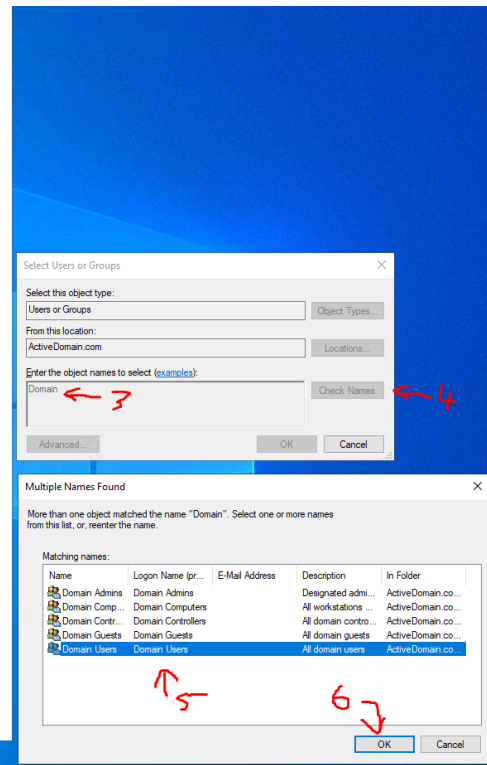 Select Users or Groups
Select this object type:
Users or Groups
Object Types...
From this location:
ActiveDomain.com
Locations...
Enter the object names to select (examples):
Domain
3
Check Names
4
Advanced...
OK
Cancel
Multiple Names Found
More than one object matched the name "Domain". Select one or more names
from this list, or, reenter the name.
Matching names:
Name Logon Name (pr... E-Mail Address Description In Folder
Domain Admins Domain Admins Designated admi... ActiveDomain.co...
Domain Comp... Domain Computers All workstations ... ActiveDomain.co...
Domain Contr... Domain Controllers All domain contro... ActiveDomain.co...
Domain Guests Domain Guests All domain guests ActiveDomain.co...
Domain Users Domain Users All domain users ActiveDomain.co...
5
6
OK
Cancel